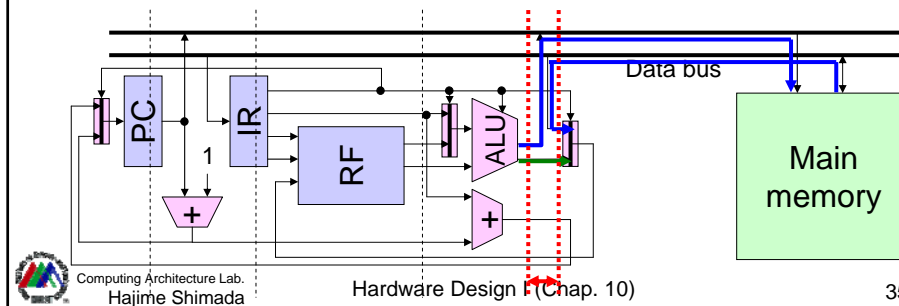 Data bus
PC
IR
1
RF
ALU
+
+
Main
memory
Computing Architecture Lab.
Hajime Shimada
Hardware Design I (Chap. 10)
35